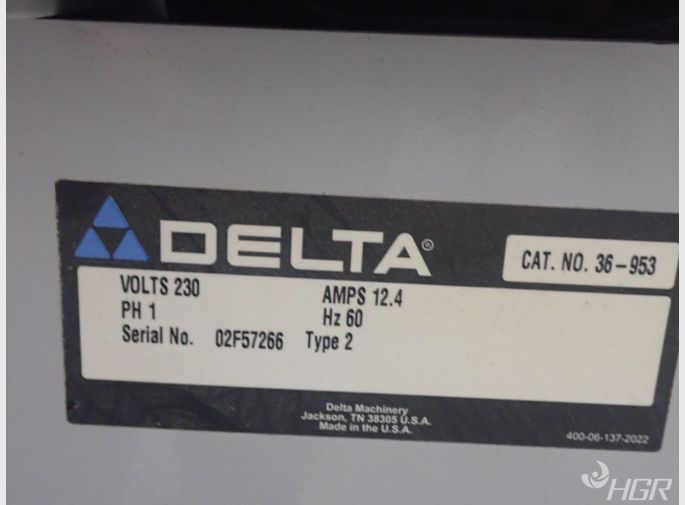 DELTA®
CAT. NO. 36-953
VOLTS 230 AMPS 12.4
PH 1 Hz 60
Serial No. 02F57266 Type 2
Delta Machinery
Jackson, TN 38305 U.S.A.
Made in the U.S.A.
400-06-137-2022
HGR